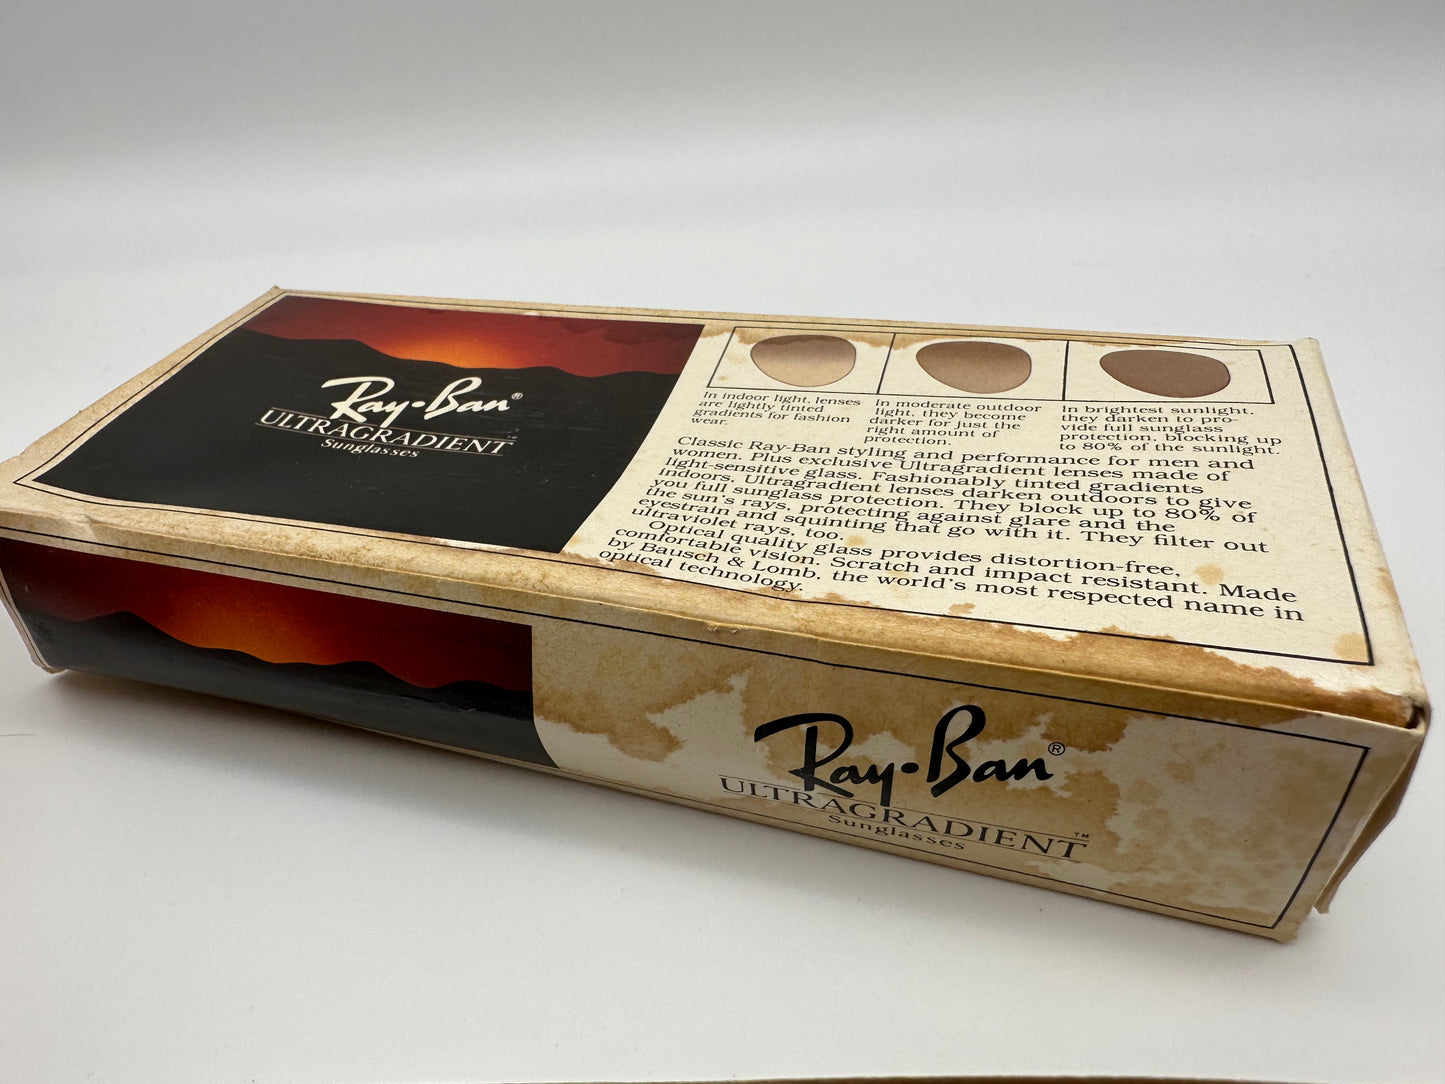 Ray-Ban®
ULTRAGRADIENT™
Sunglasses
In indoor light, lenses
are lightly tinted
gradients for fashion
wear.
In moderate outdoor
light, they become
darker for just the
right amount of
protection.
In brightest sunlight,
they darken to pro-
vide full sunglass
protection, blocking up
to 80% of the sunlight.
Classic Ray-Ban styling and performance for men and
women. Plus exclusive Ultragradient lenses made of
light-sensitive glass. Fashionably tinted gradients
indoors, Ultragradient lenses darken outdoors to give
you full sunglass protection. They block up to 80% of
the sun's rays, protecting against glare and the
eyestrain and squinting that go with it. They filter out
ultraviolet rays, too.
Optical quality glass provides distortion-free,
comfortable vision. Scratch and impact resistant. Made
by Bausch & Lomb, the world's most respected name in
optical technology.
Ray-Ban®
ULTRAGRADIENT™
Sunglasses